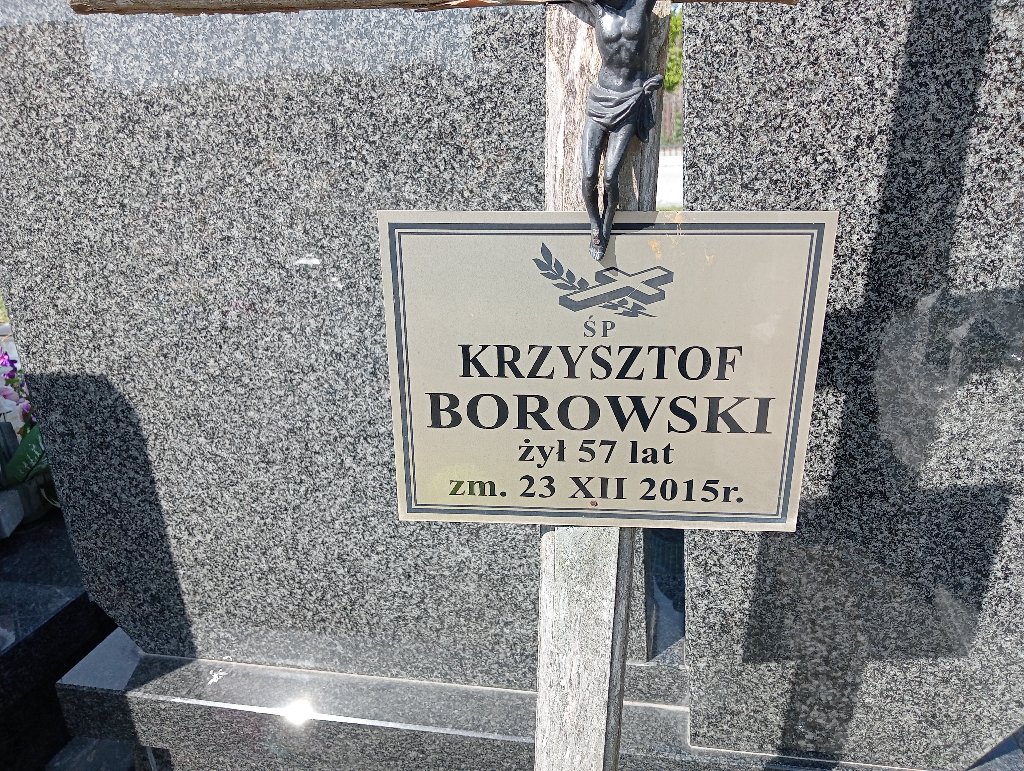 ŚP
KRZYSZTOF
BOROWSKI
żył 57 lat
zm. 23 XII 2015r.